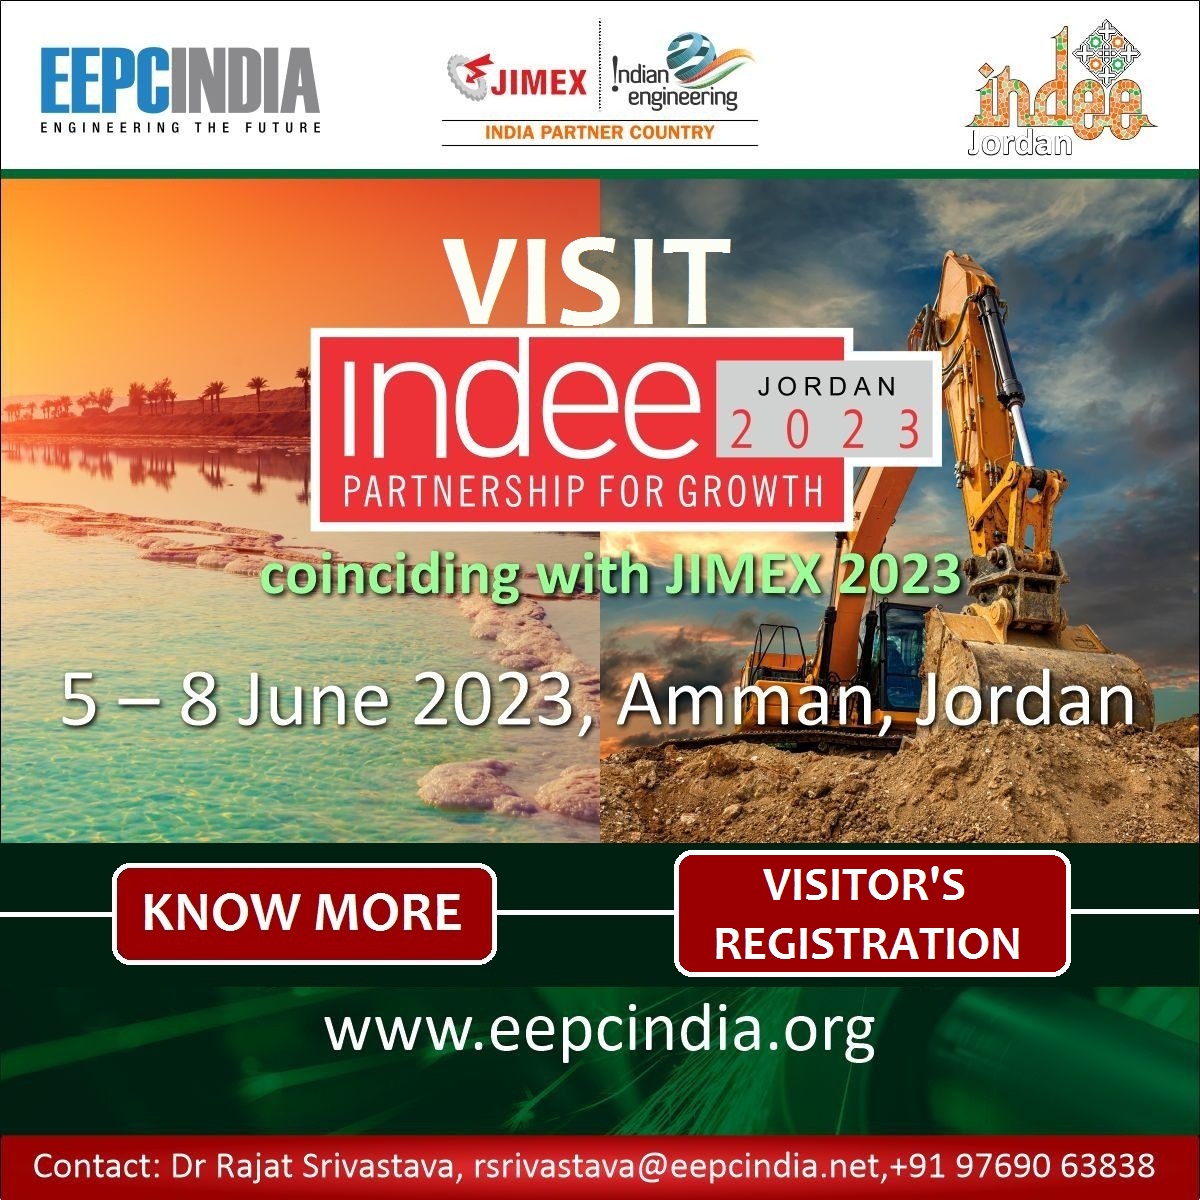 EEPCINDIA
ENGINEERING THE FUTURE
JIMEX
Indian
engineering
INDIA PARTNER COUNTRY
indee
Jordan
VISIT
indee
JORDAN
2023
PARTNERSHIP FOR GROWTH
coinciding with JIMEX 2023
5 – 8 June 2023, Amman, Jordan
KNOW MORE
VISITOR'S
REGISTRATION
www.eepcindia.org
Contact: Dr Rajat Srivastava, rsrivastava@eepcindia.net,+91 97690 63838